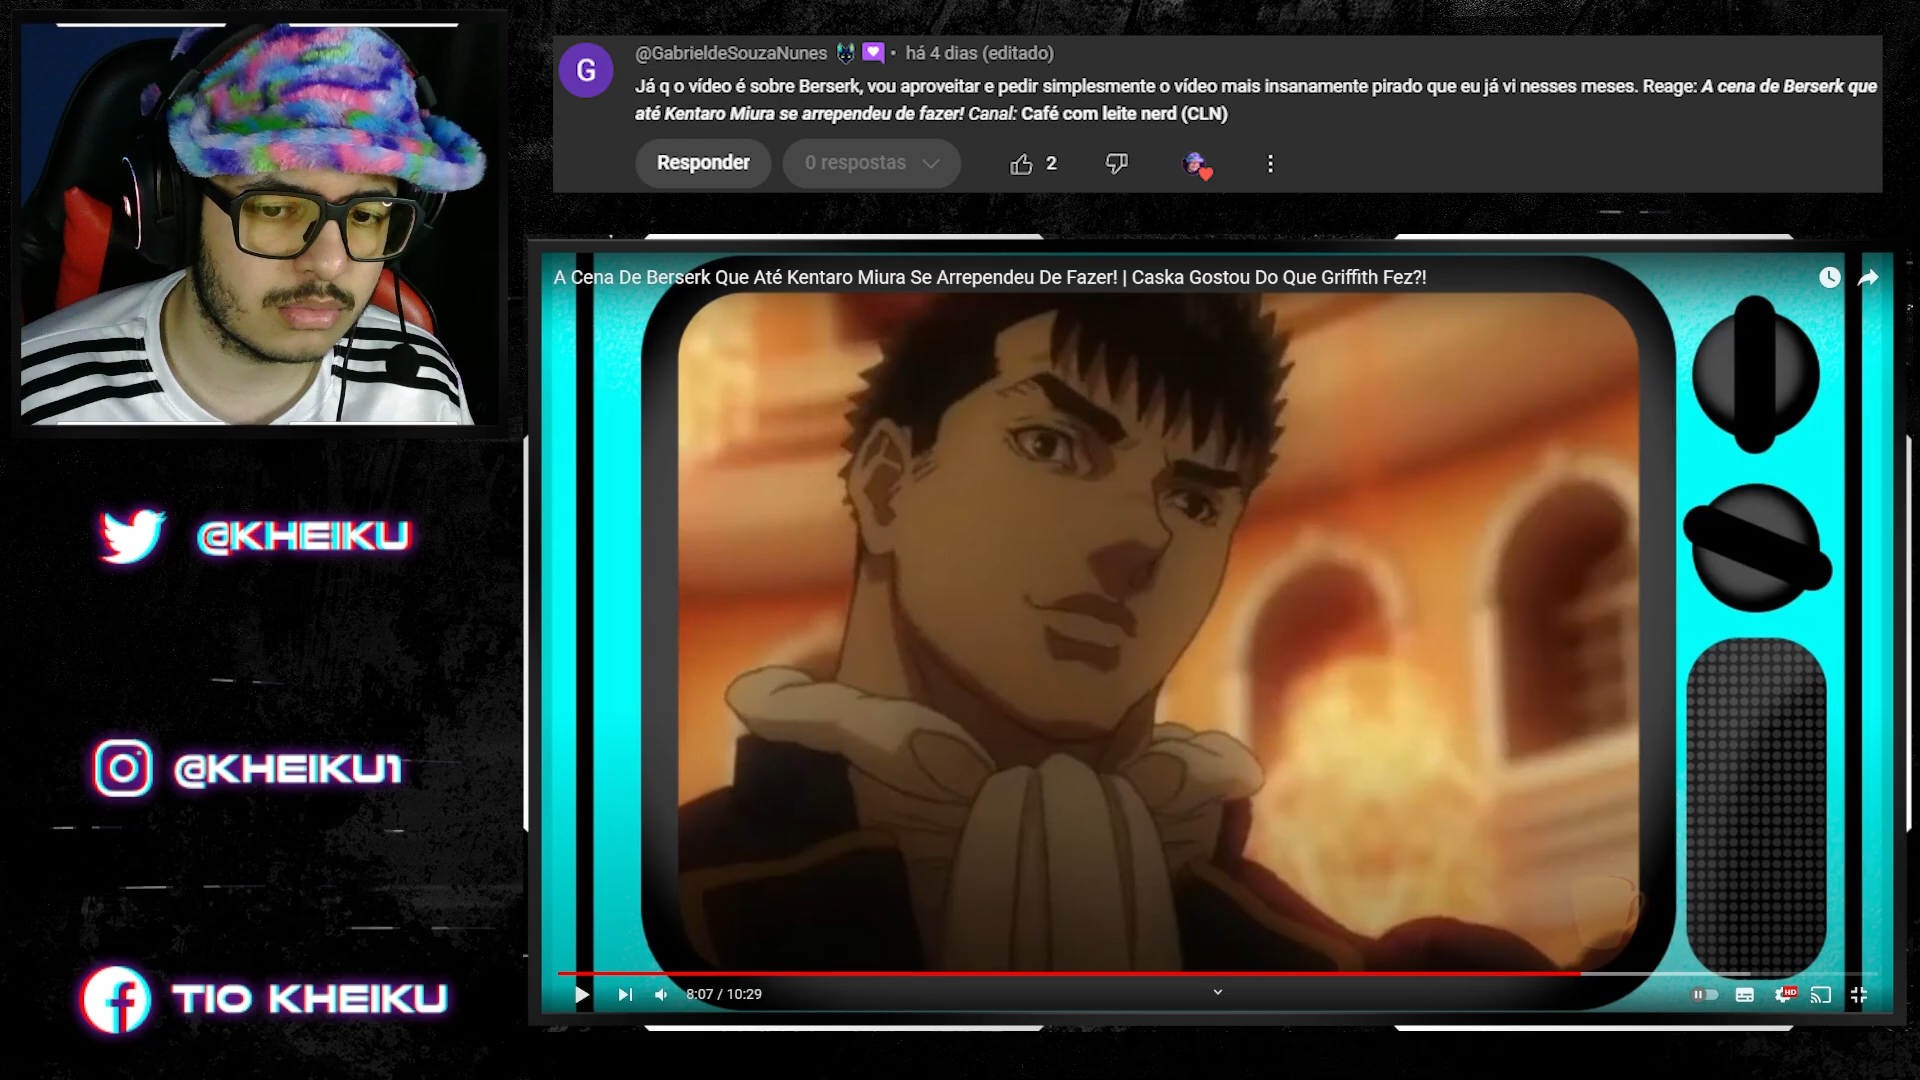 G
@GabrieldeSouzaNunes • há 4 dias (editado)
Já q o vídeo é sobre Berserk, vou aproveitar e pedir simplesmente o vídeo mais insanamente pirado que eu já vi nesses meses. Reage: A cena de Berserk que
até Kentaro Miura se arrependeu de fazer! Canal: Café com leite nerd (CLN)
Responder
0 respostas
2
A Cena De Berserk Que Até Kentaro Miura Se Arrependeu De Fazer! | Caska Gostou Do Que Griffith Fez?!
@KHEIKU
@KHEIKU1
TIO KHEIKU
8:07 / 10:29
HD